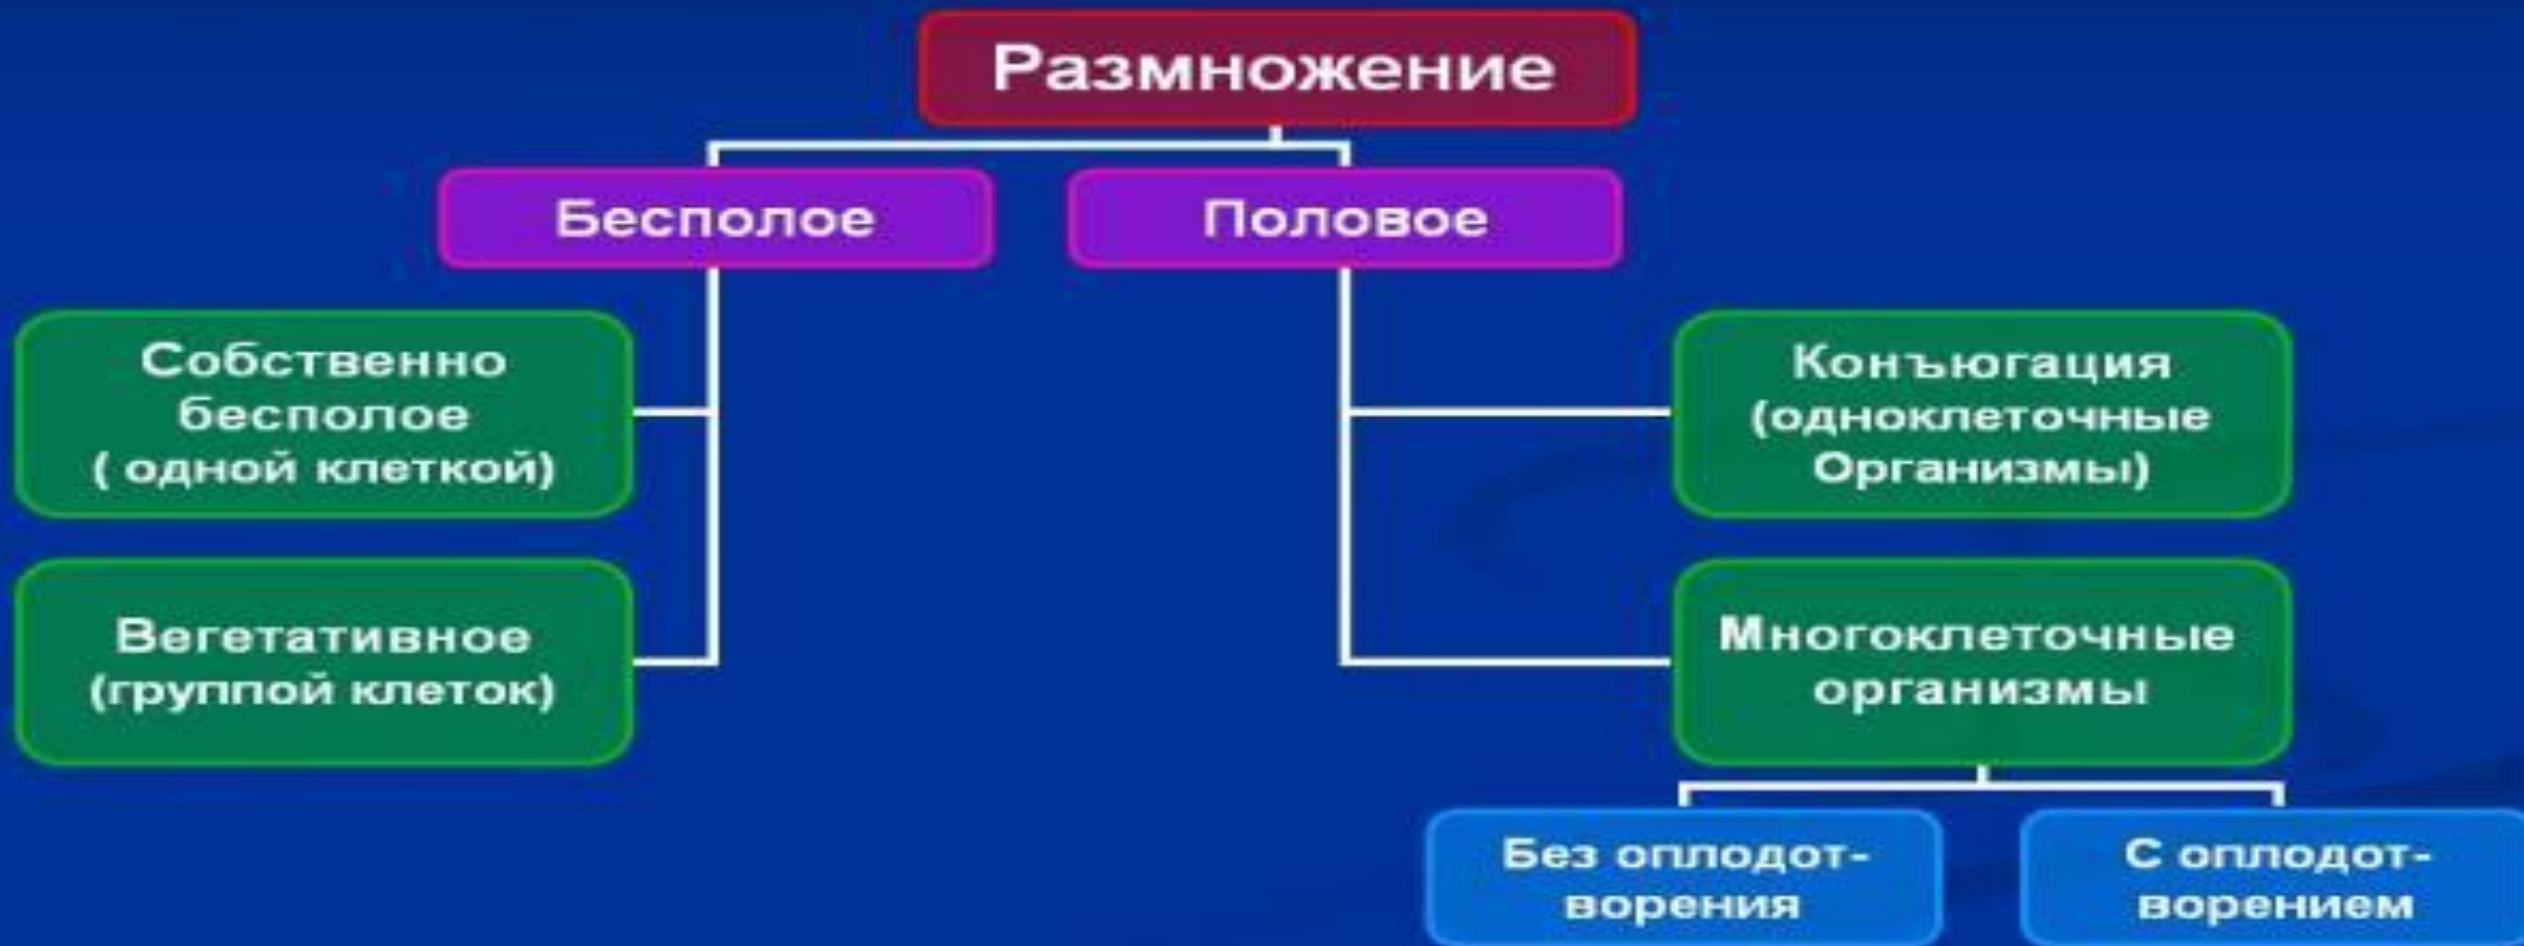 Размножение
Бесполое
Половое
Собственно
бесполое
( одной клеткой)
Конъюгация
(одноклеточные
Организмы)
Вегетативное
(группой клеток)
Многоклеточные
организмы
Без оплодот-
ворения
С оплодот-
ворением